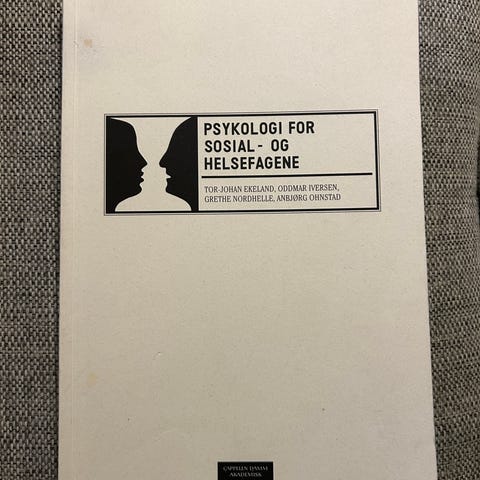 PSYKOLOGI FOR
SOSIAL- OG
HELSEFAGENE
TOR-JOHAN EKELAND, ODDMAR IVERSEN,
GRETHE NORDHELLE, ANBJØRG OHNSTAD
CAPPELEN DAMM
AKADEMISK